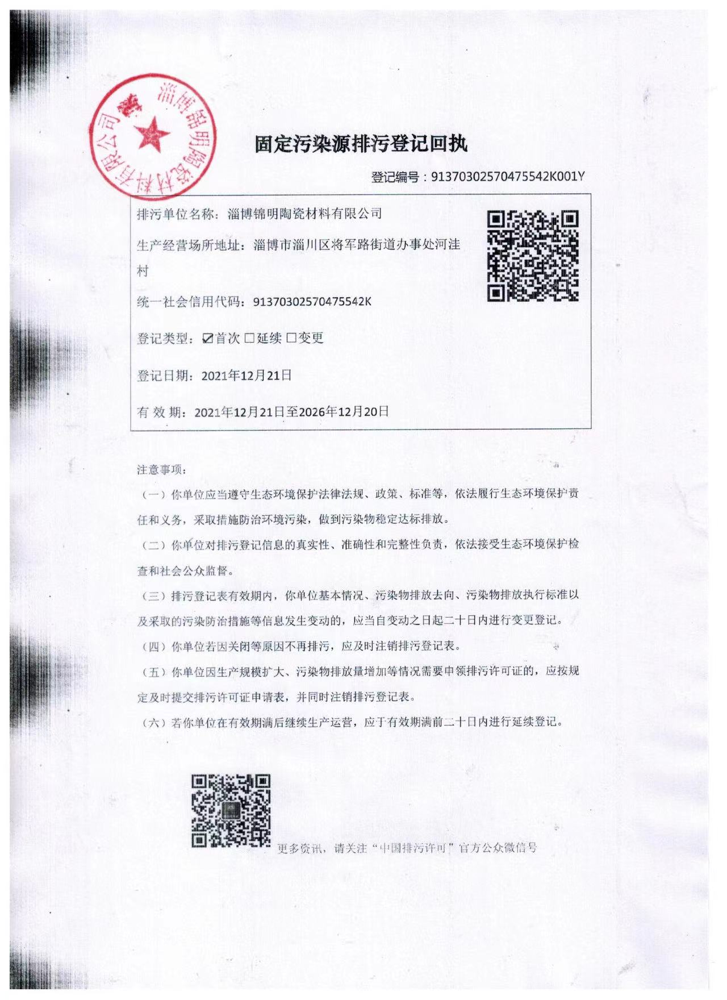 淄博锦明陶瓷材料有限公司
固定污染源排污登记回执
登记编号：91370302570475542K001Y
排污单位名称：淄博锦明陶瓷材料有限公司
生产经营场所地址：淄博市淄川区将军路街道办事处河洼
村
统一社会信用代码：91370302570475542K
登记类型：☑首次 □延续 □变更
登记日期：2021年12月21日
有 效 期：2021年12月21日至2026年12月20日
注意事项：
（一）你单位应当遵守生态环境保护法律法规、政策、标准等，依法履行生态环境保护责
任和义务，采取措施防治环境污染，做到污染物稳定达标排放。
（二）你单位对排污登记信息的真实性、准确性和完整性负责，依法接受生态环境保护检
查和社会公众监督。
（三）排污登记表有效期内，你单位基本情况、污染物排放去向、污染物排放执行标准以
及采取的污染防治措施等信息发生变动的，应当自变动之日起二十日内进行变更登记。
（四）你单位若因关闭等原因不再排污，应及时注销排污登记表。
（五）你单位因生产规模扩大、污染物排放量增加等情况需要申领排污许可证的，应按规
定及时提交排污许可证申请表，并同时注销排污登记表。
（六）若你单位在有效期满后继续生产运营，应于有效期满前二十日内进行延续登记。
更多资讯，请关注“中国排污许可”官方公众微信号